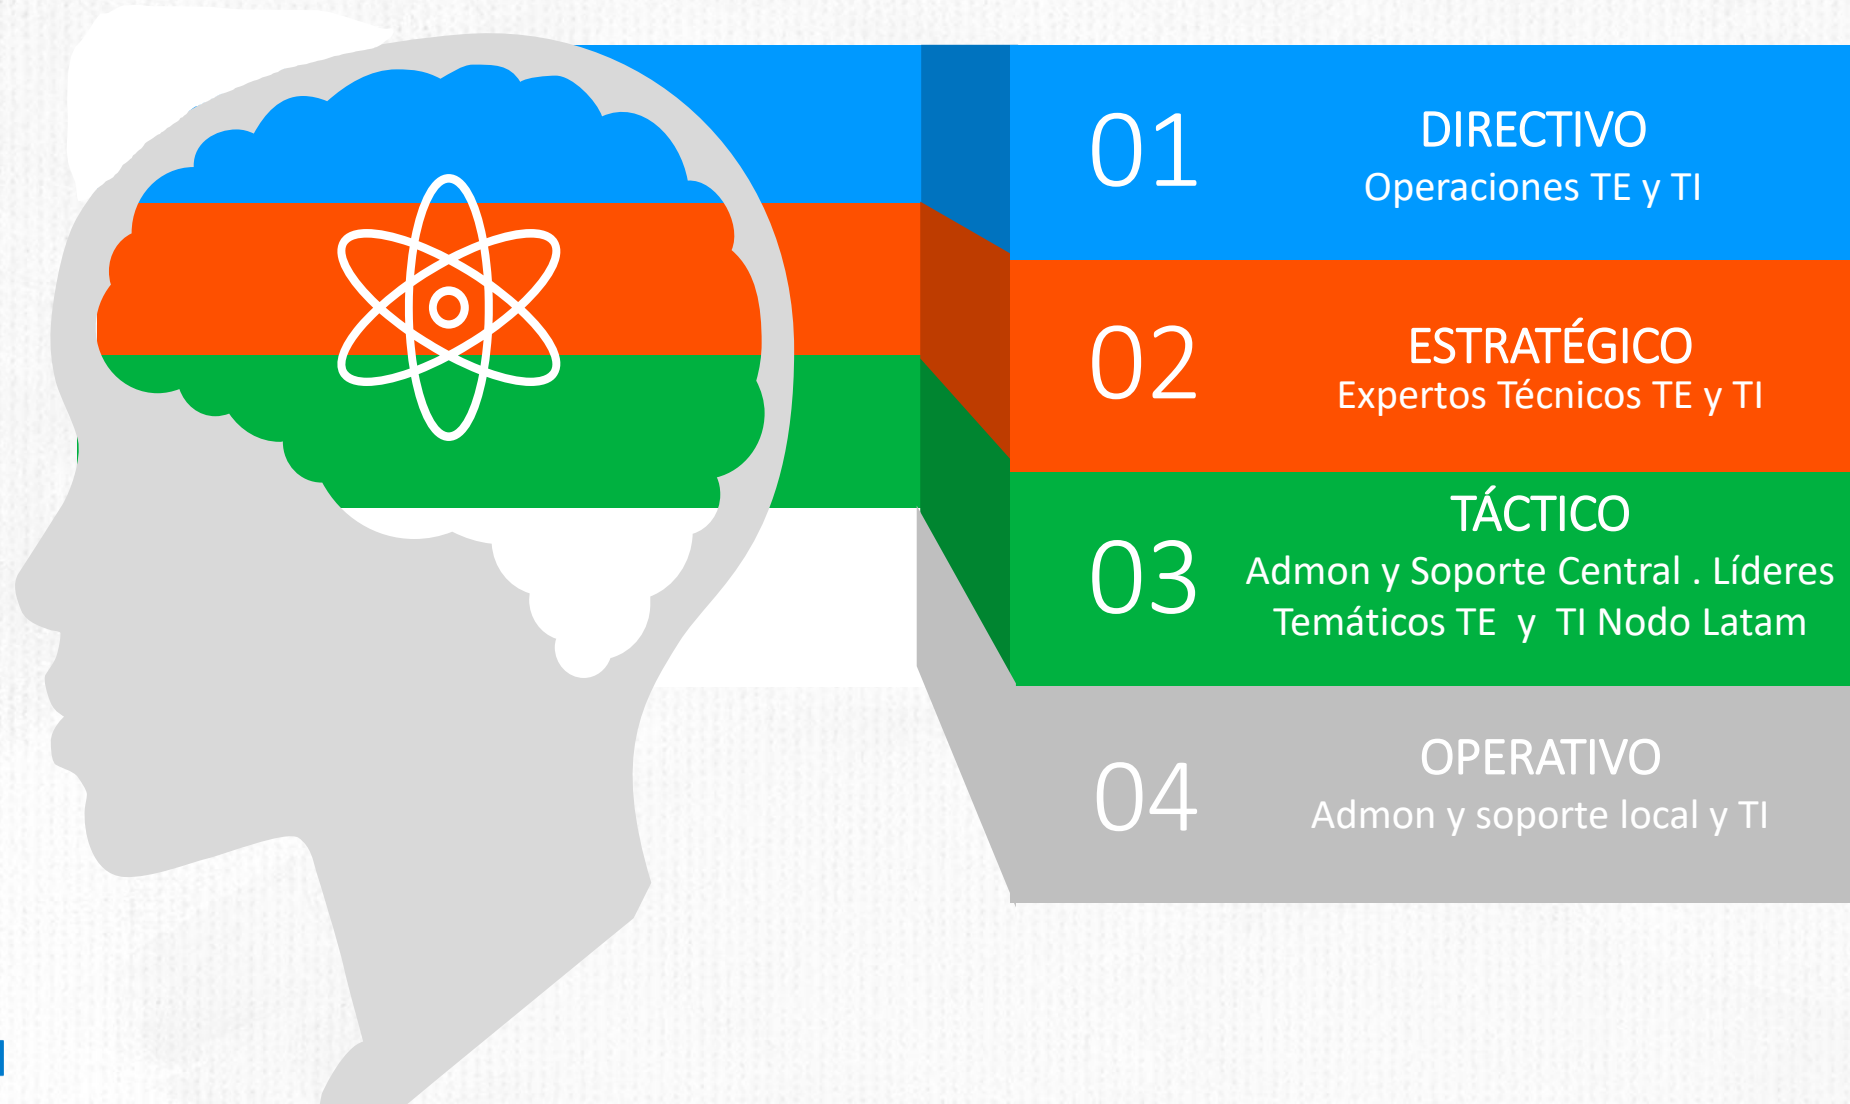 01
DIRECTIVO
Operaciones TE y TI
02
ESTRATÉGICO
Expertos Técnicos TE y TI
03
TÁCTICO
Admon y Soporte Central . Líderes
Temáticos TE y TI Nodo Latam
04
OPERATIVO
Admon y soporte local y TI